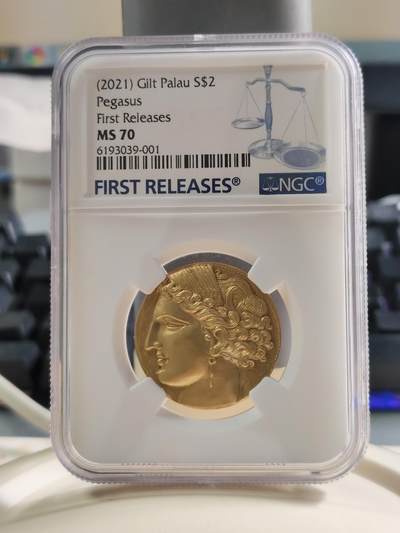 (2021) Gilt Palau S$2
Pegasus
First Releases
MS 70
6193039-001
FIRST RELEASES®
NGC®